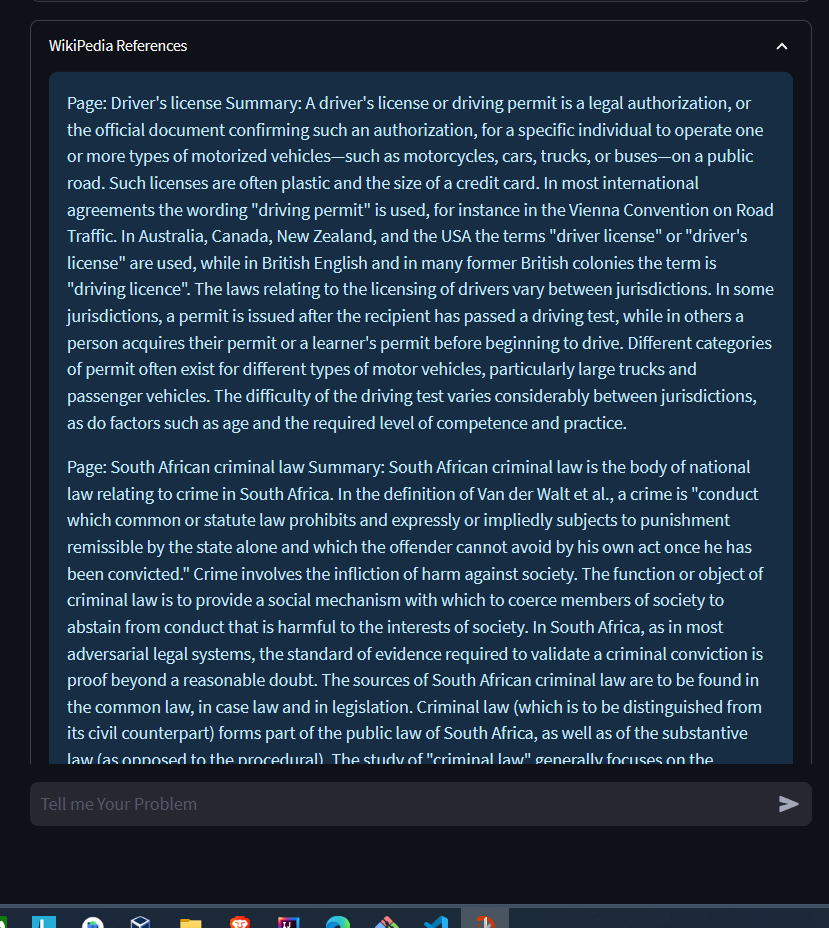 WikiPedia References
Page: Driver's license Summary: A driver's license or driving permit is a legal authorization, or
the official document confirming such an authorization, for a specific individual to operate one
or more types of motorized vehicles—such as motorcycles, cars, trucks, or buses—on a public
road. Such licenses are often plastic and the size of a credit card. In most international
agreements the wording "driving permit" is used, for instance in the Vienna Convention on Road
Traffic. In Australia, Canada, New Zealand, and the USA the terms "driver license" or "driver's
license" are used, while in British English and in many former British colonies the term is
"driving licence". The laws relating to the licensing of drivers vary between jurisdictions. In some
jurisdictions, a permit is issued after the recipient has passed a driving test, while in others a
person acquires their permit or a learner's permit before beginning to drive. Different categories
of permit often exist for different types of motor vehicles, particularly large trucks and
passenger vehicles. The difficulty of the driving test varies considerably between jurisdictions,
as do factors such as age and the required level of competence and practice.
Page: South African criminal law Summary: South African criminal law is the body of national
law relating to crime in South Africa. In the definition of Van der Walt et al., a crime is "conduct
which common or statute law prohibits and expressly or impliedly subjects to punishment
remissible by the state alone and which the offender cannot avoid by his own act once he has
been convicted." Crime involves the infliction of harm against society. The function or object of
criminal law is to provide a social mechanism with which to coerce members of society to
abstain from conduct that is harmful to the interests of society. In South Africa, as in most
adversarial legal systems, the standard of evidence required to validate a criminal conviction is
proof beyond a reasonable doubt. The sources of South African criminal law are to be found in
the common law, in case law and in legislation. Criminal law (which is to be distinguished from
its civil counterpart) forms part of the public law of South Africa, as well as of the substantive
law (as opposed to the procedural). The study of "criminal law" generally focuses on the
Tell me Your Problem